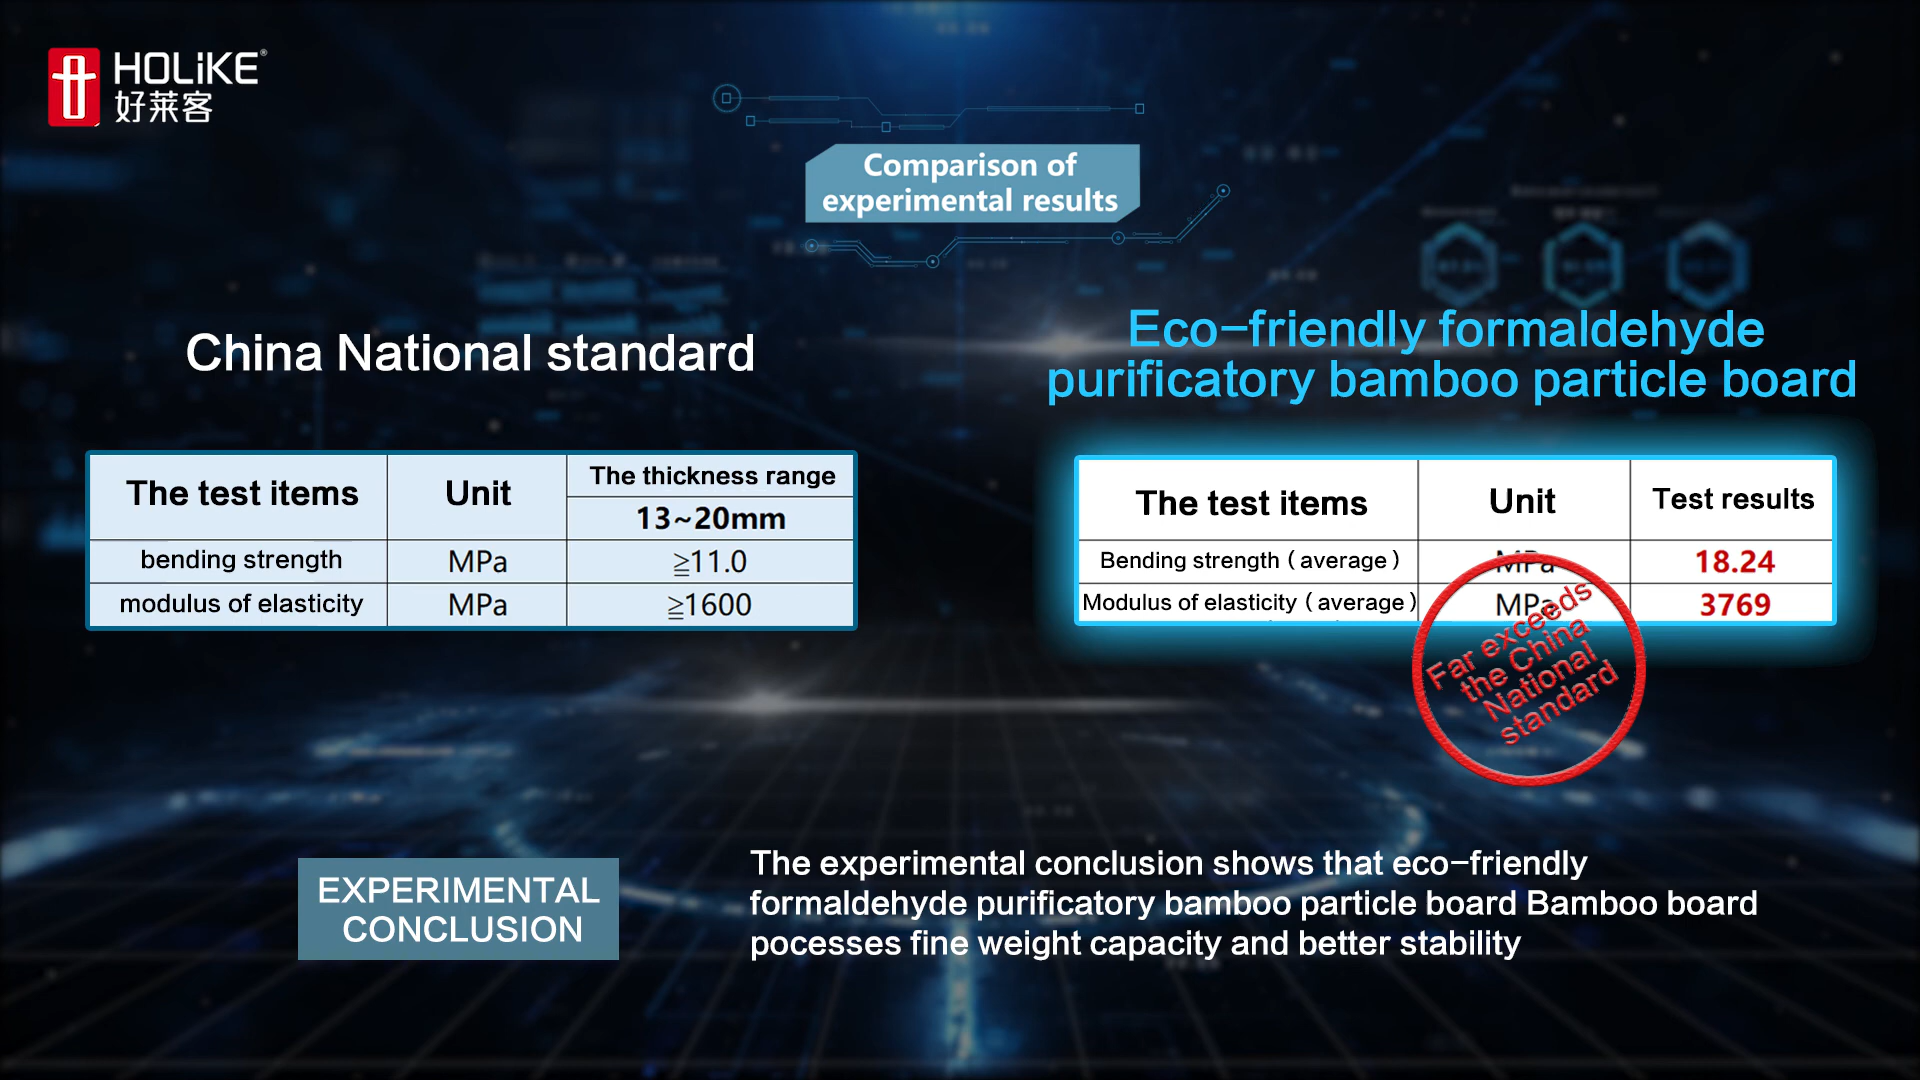 HOLiKE®
好莱客
Comparison of
experimental results
China National standard
The test items Unit The thickness range
13~20mm
bending strength MPa ≧11.0
modulus of elasticity MPa ≧1600
Eco-friendly formaldehyde
purificatory bamboo particle board
The test items Unit Test results
Bending strength (average) MPa 18.24
Modulus of elasticity (average) MPa 3769
Far exceeds
the China
National
standard
EXPERIMENTAL
CONCLUSION
The experimental conclusion shows that eco-friendly
formaldehyde purificatory bamboo particle board Bamboo board
pocesses fine weight capacity and better stability